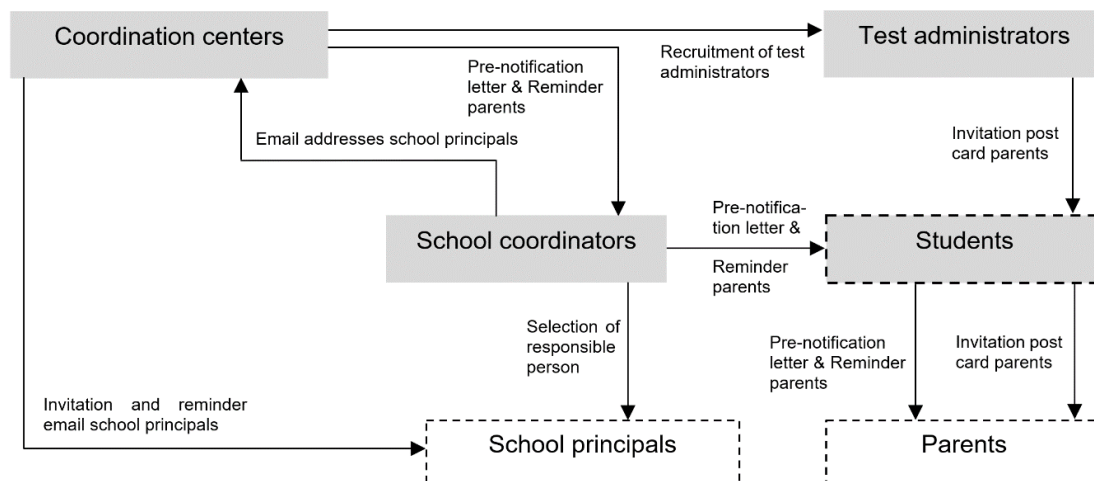 Coordination centers
Test administrators
Recruitment of test
administrators
Pre-notification
letter & Reminder
parents
Email addresses school principals
Invitation post
card parents
School coordinators
Pre-notifica-
tion letter &
Reminder
parents
Students
Selection of
responsible
person
Pre-notification
letter & Reminder
parents
Invitation post
card parents
Invitation and reminder
email school principals
School principals
Parents